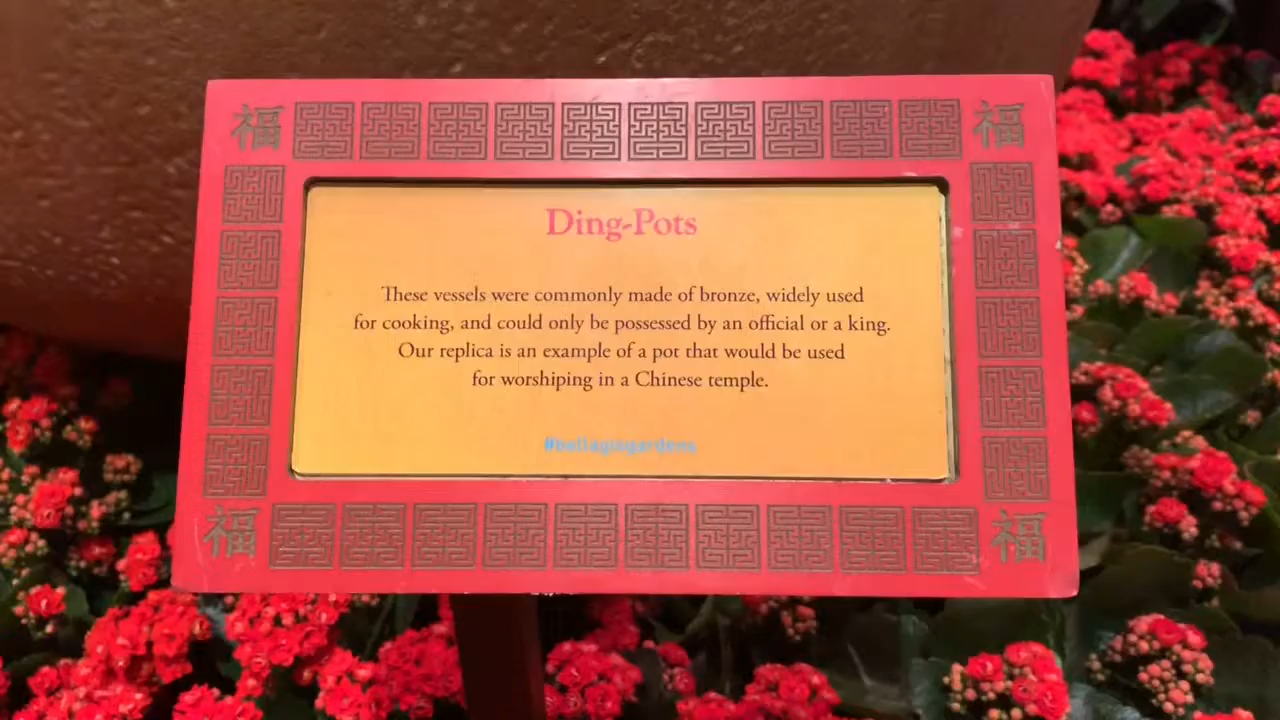 福 福
Ding-Pots
These vessels were commonly made of bronze, widely used
for cooking, and could only be possessed by an official or a king.
Our replica is an example of a pot that would be used
for worshiping in a Chinese temple.
#bellagiogardens
福 福